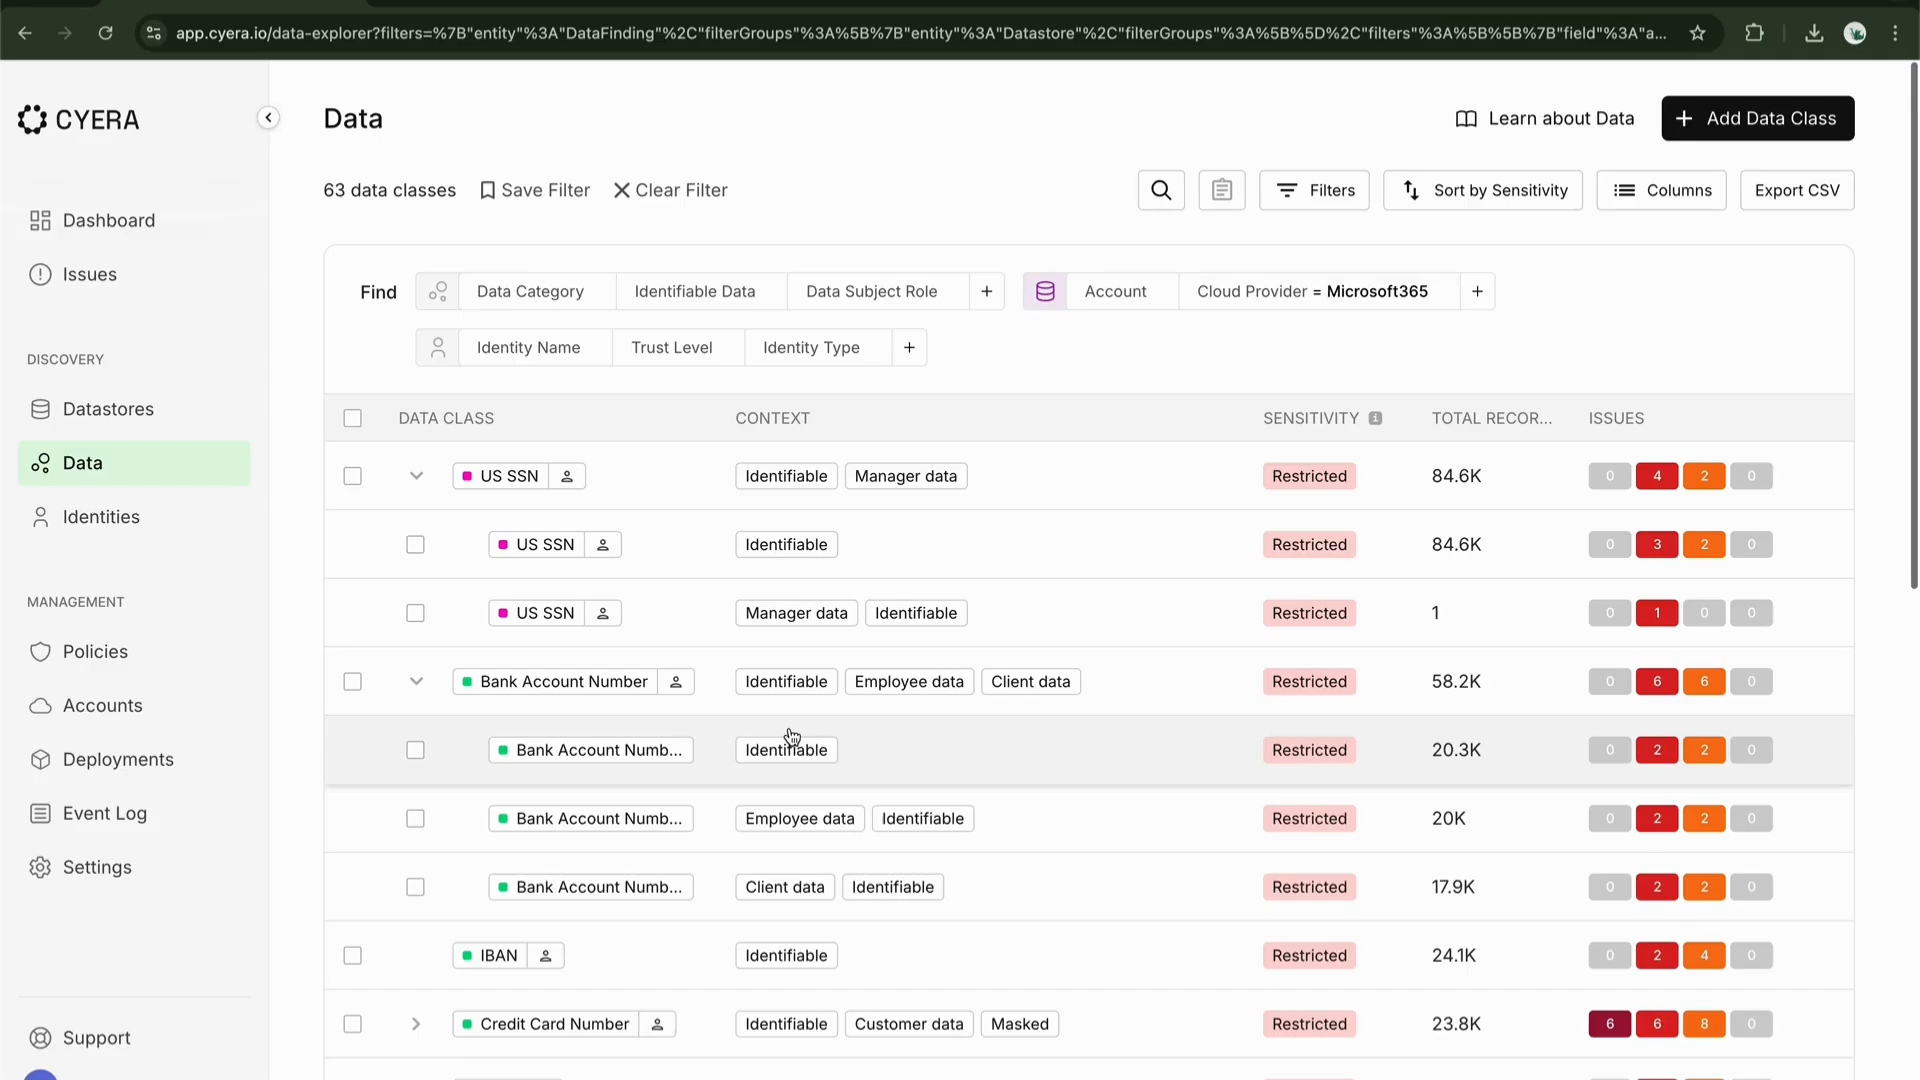 app.cyera.io/data-explorer?filters=%7B"entity"%3A"DataFinding"%2C"filterGroups"%3A%5B%7B"entity"%3A"Datastore"%2C"filterGroups"%3A%5B%5D%2C"filters"%3A%5B%5B%7B"field"%3A"a...
CYERA
Data
Learn about Data
Add Data Class
63 data classes Save Filter Clear Filter
Filters Sort by Sensitivity Columns Export CSV
Dashboard
Issues
DISCOVERY
Datastores
Data
Identities
MANAGEMENT
Policies
Accounts
Deployments
Event Log
Settings
Support
Find Data Category Identifiable Data Data Subject Role + Account Cloud Provider = Microsoft365 +
Identity Name Trust Level Identity Type +
DATA CLASS CONTEXT SENSITIVITY TOTAL RECOR... ISSUES
US SSN Identifiable Manager data Restricted 84.6K 0 4 2 0
US SSN Identifiable Restricted 84.6K 0 3 2 0
US SSN Manager data Identifiable Restricted 1 0 1 0 0
Bank Account Number Identifiable Employee data Client data Restricted 58.2K 0 6 6 0
Bank Account Numb... Identifiable Restricted 20.3K 0 2 2 0
Bank Account Numb... Employee data Identifiable Restricted 20K 0 2 2 0
Bank Account Numb... Client data Identifiable Restricted 17.9K 0 2 2 0
IBAN Identifiable Restricted 24.1K 0 2 4 0
Credit Card Number Identifiable Customer data Masked Restricted 23.8K 6 6 8 0